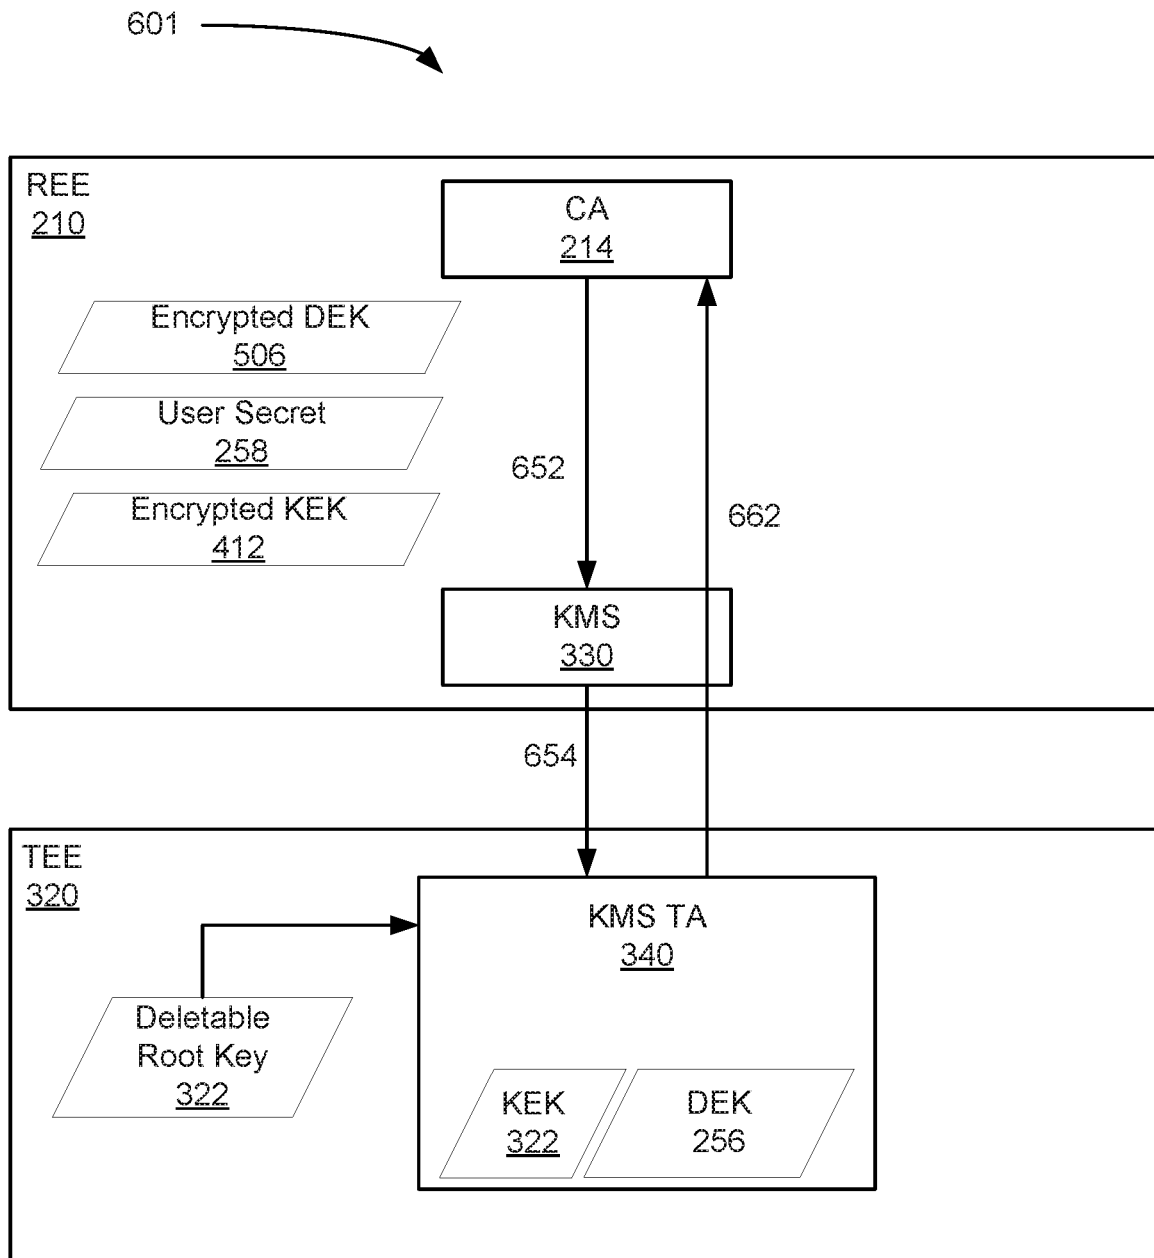 601
REE
210
CA
214
Encrypted DEK
506
User Secret
258
652
Encrypted KEK
412
662
KMS
330
654
TEE
320
KMS TA
340
Deletable
Root Key
322
KEK
322
DEK
256